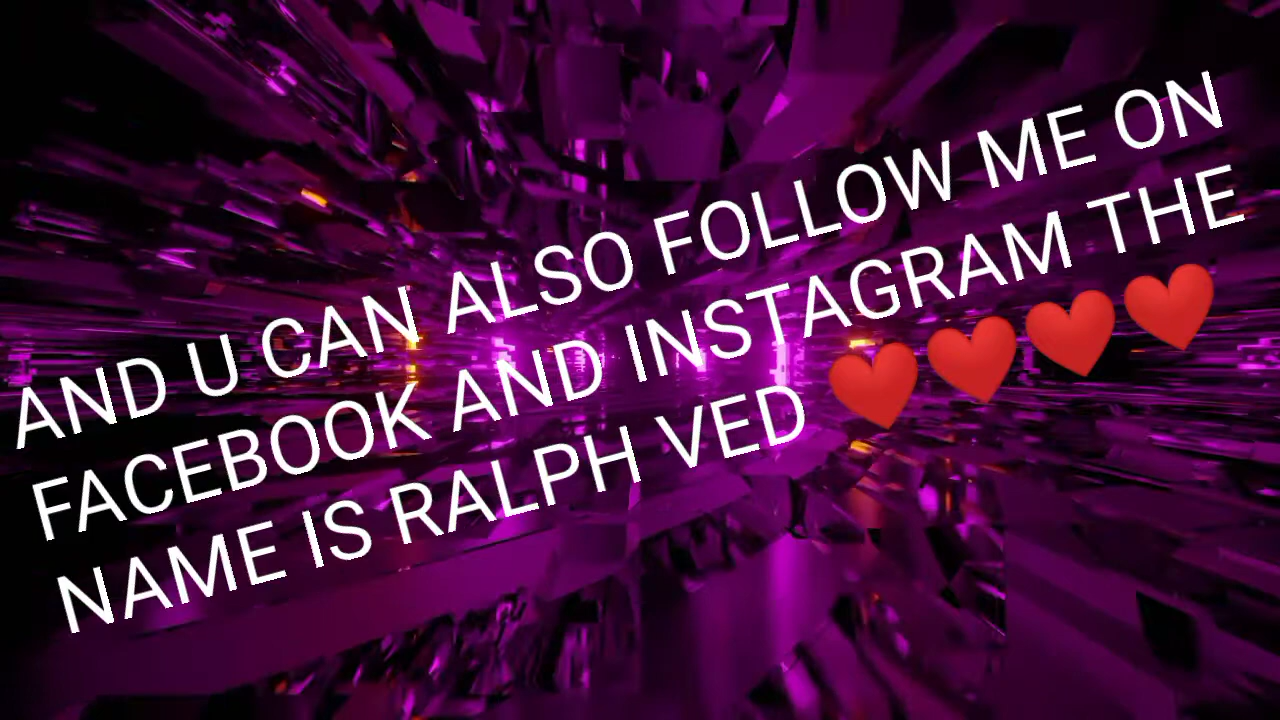 AND U CAN ALSO FOLLOW ME ON
FACEBOOK AND INSTAGRAM THE
NAME IS RALPH VED ❤️❤️❤️❤️